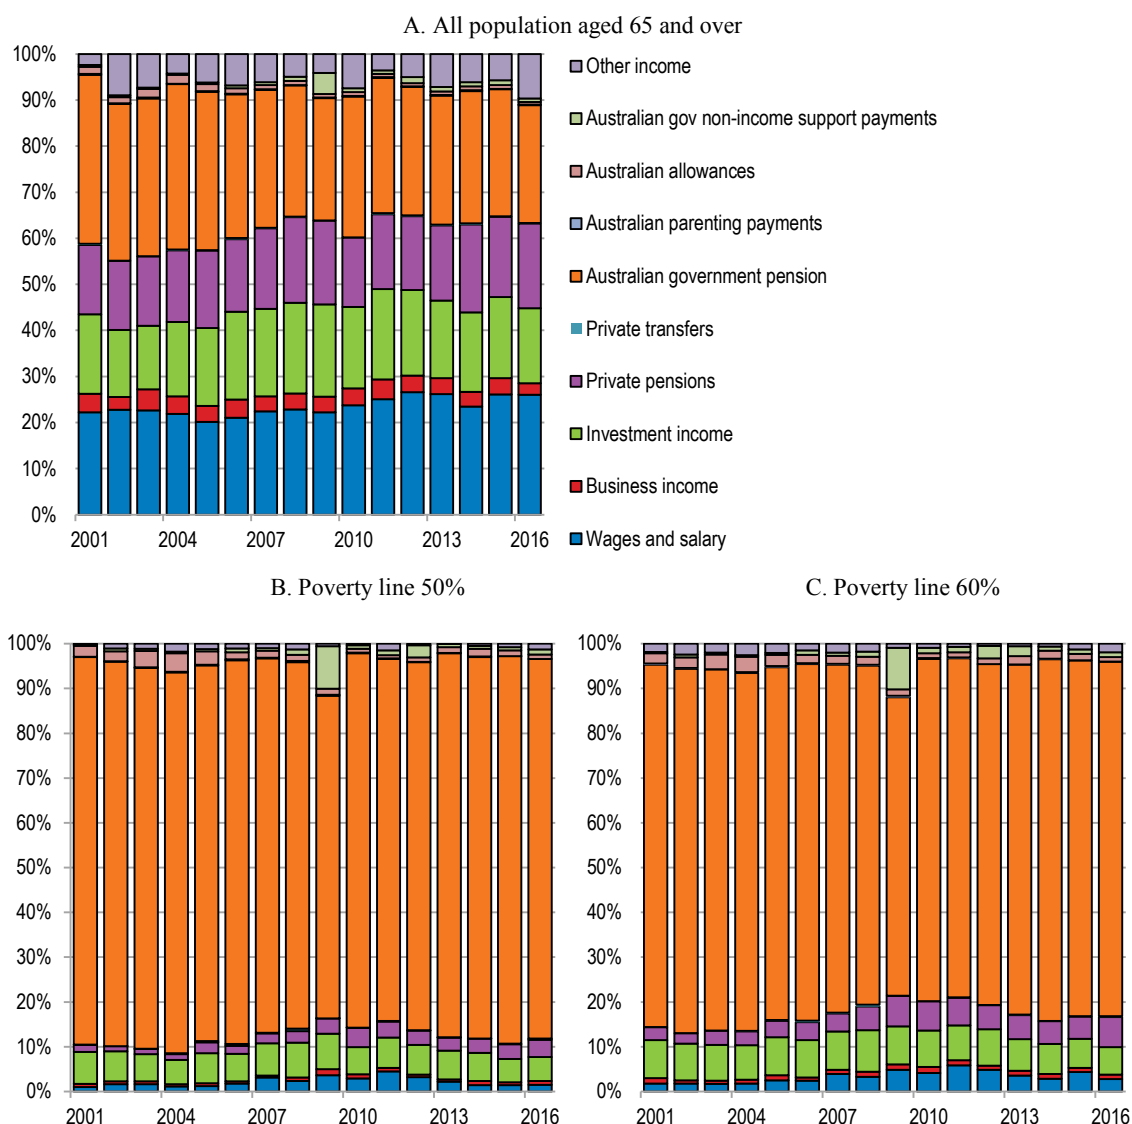 A. All population aged 65 and over
100%
90%
80%
70%
60%
50%
40%
30%
20%
10%
0%
2001 2004 2007 2010 2013 2016
Other income
Australian gov non-income support payments
Australian allowances
Australian parenting payments
Australian government pension
Private transfers
Private pensions
Investment income
Business income
Wages and salary
B. Poverty line 50%
100%
90%
80%
70%
60%
50%
40%
30%
20%
10%
0%
2001 2004 2007 2010 2013 2016
C. Poverty line 60%
100%
90%
80%
70%
60%
50%
40%
30%
20%
10%
0%
2001 2004 2007 2010 2013 2016